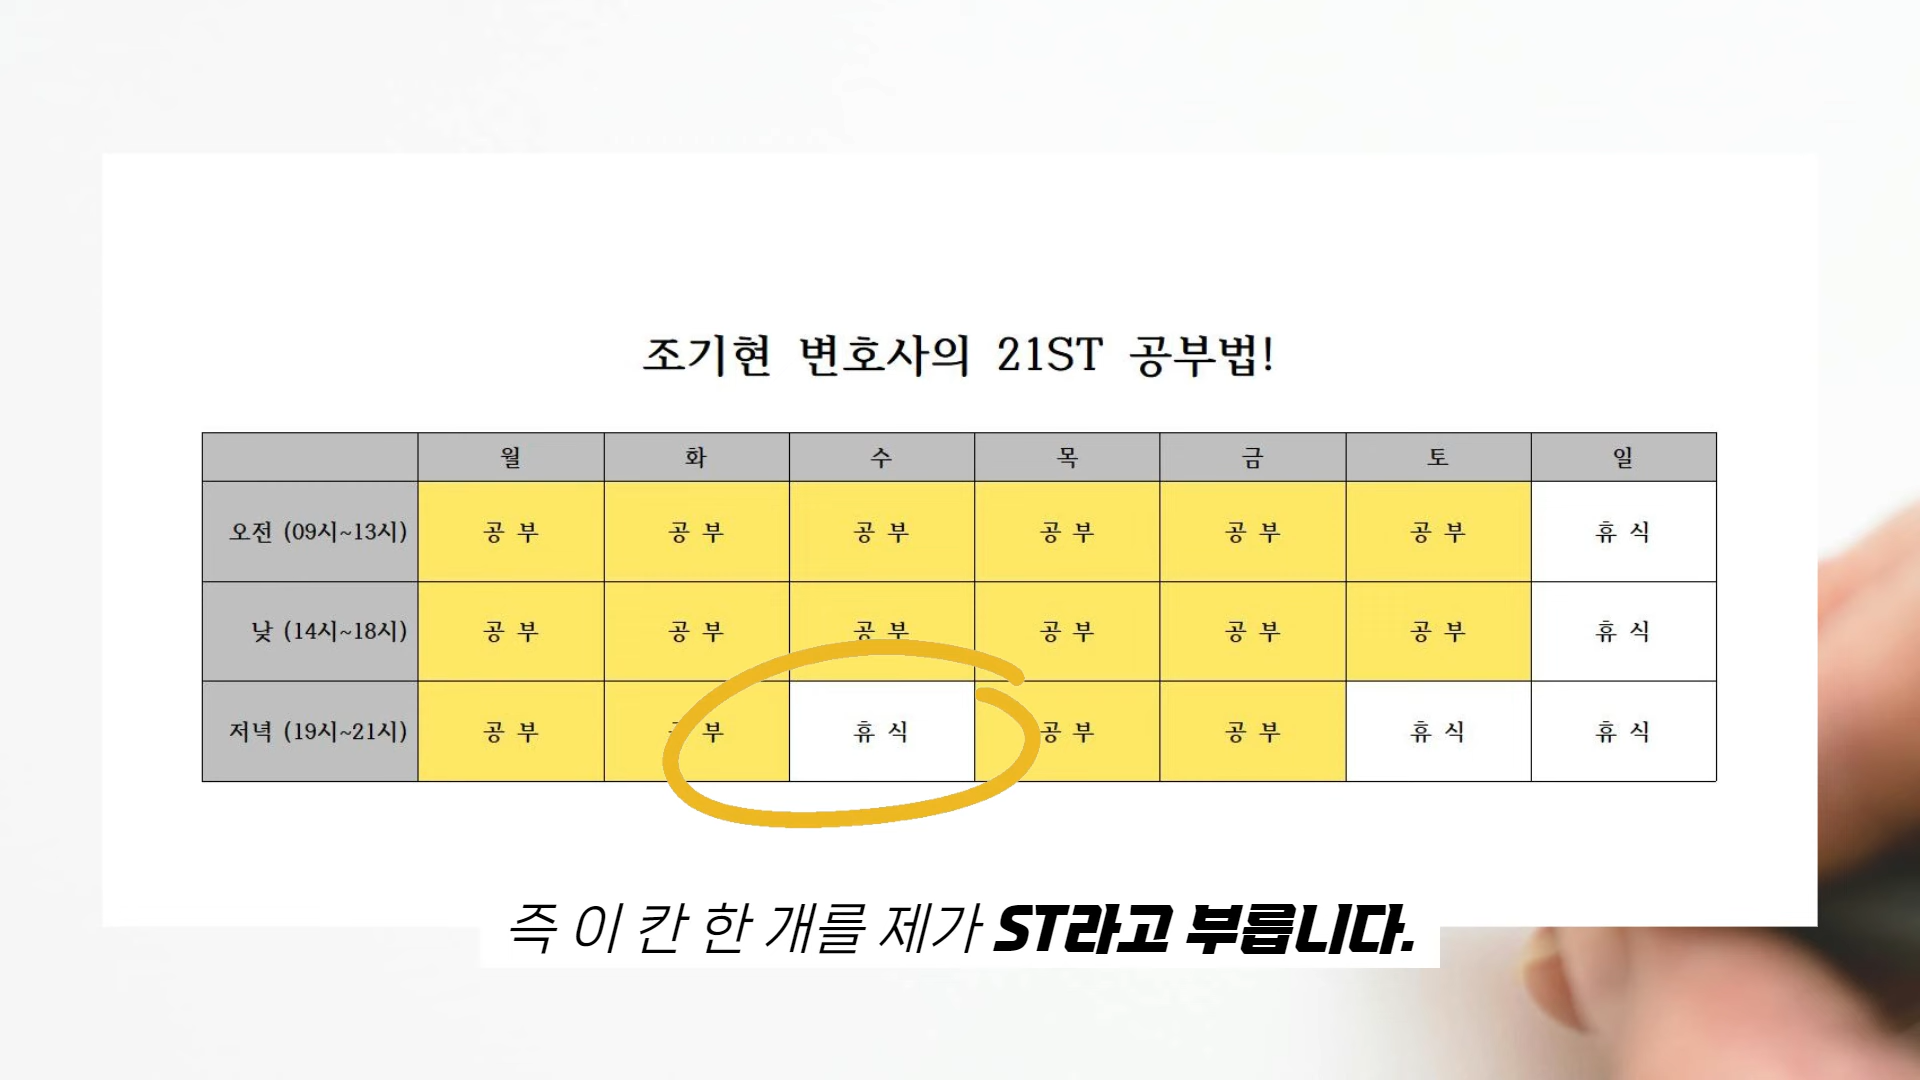 조기현 변호사의 21ST 공부법!
월 화 수 목 금 토 일
오전 (09시~13시) 공 부 공 부 공 부 공 부 공 부 공 부 휴 식
낮 (14시~18시) 공 부 공 부 공 부 공 부 공 부 공 부 휴 식
저녁 (19시~21시) 공 부 공 부 휴 식 공 부 공 부 휴 식 휴 식
즉 이 칸 한 개를 제가 ST라고 부릅니다.